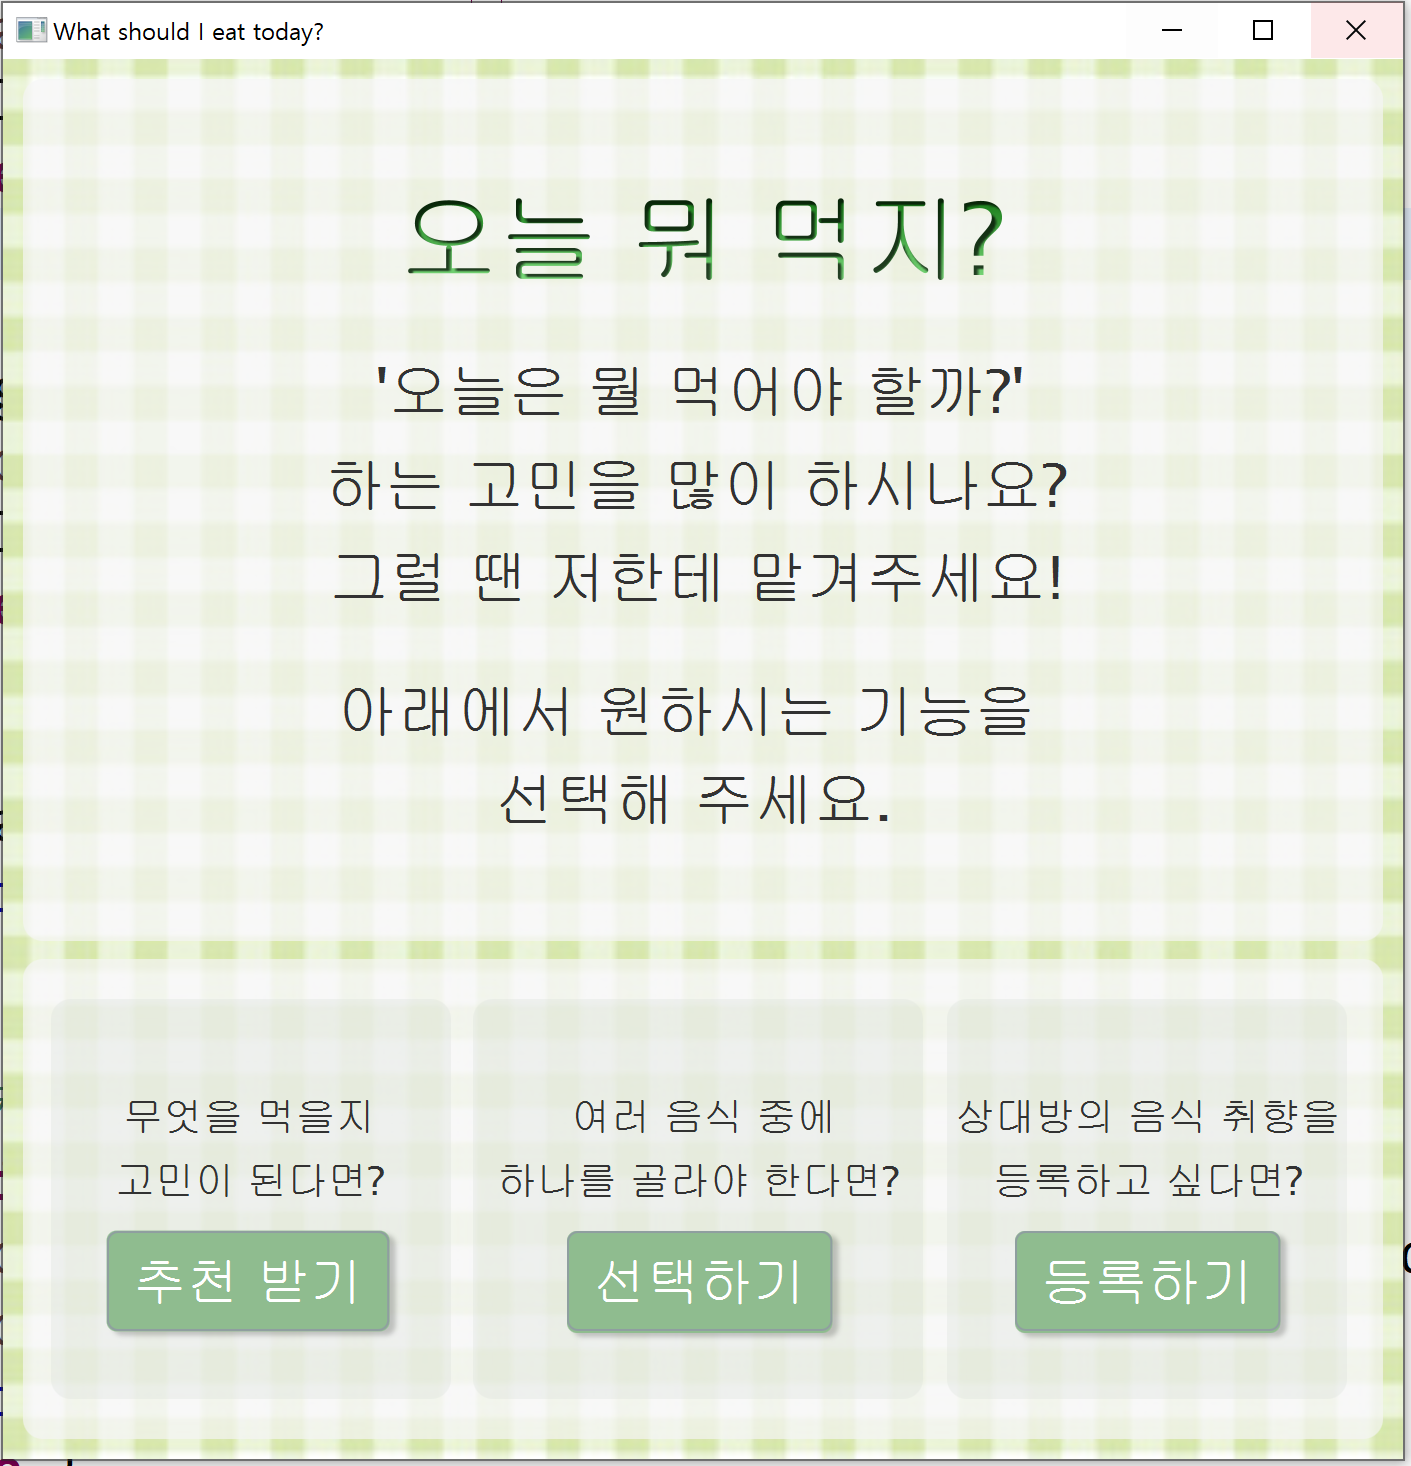 What should I eat today?
오늘 뭐 먹지?
'오늘은 뭘 먹어야 할까?'
하는 고민을 많이 하시나요?
그럴 땐 저한테 맡겨주세요!
아래에서 원하시는 기능을
선택해 주세요.
무엇을 먹을지
고민이 된다면?
추천 받기
여러 음식 중에
하나를 골라야 한다면?
선택하기
상대방의 음식 취향을
등록하고 싶다면?
등록하기